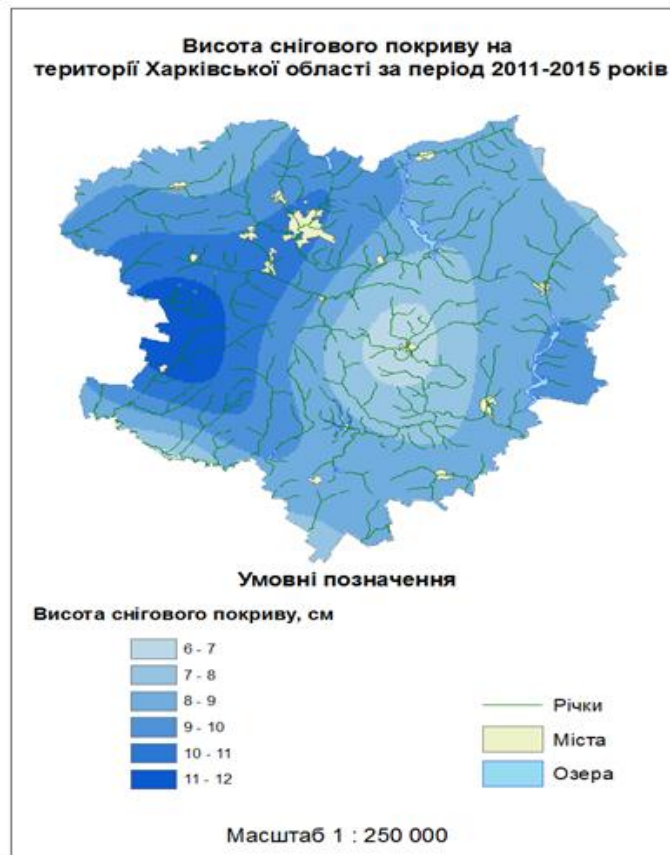 Висота снігового покриву на
території Харківської області за період 2011-2015 років
Умовні позначення
Висота снігового покриву, см
6 - 7
7 - 8
8 - 9
9 - 10
10 - 11
11 - 12
Річки
Міста
Озера
Масштаб 1 : 250 000